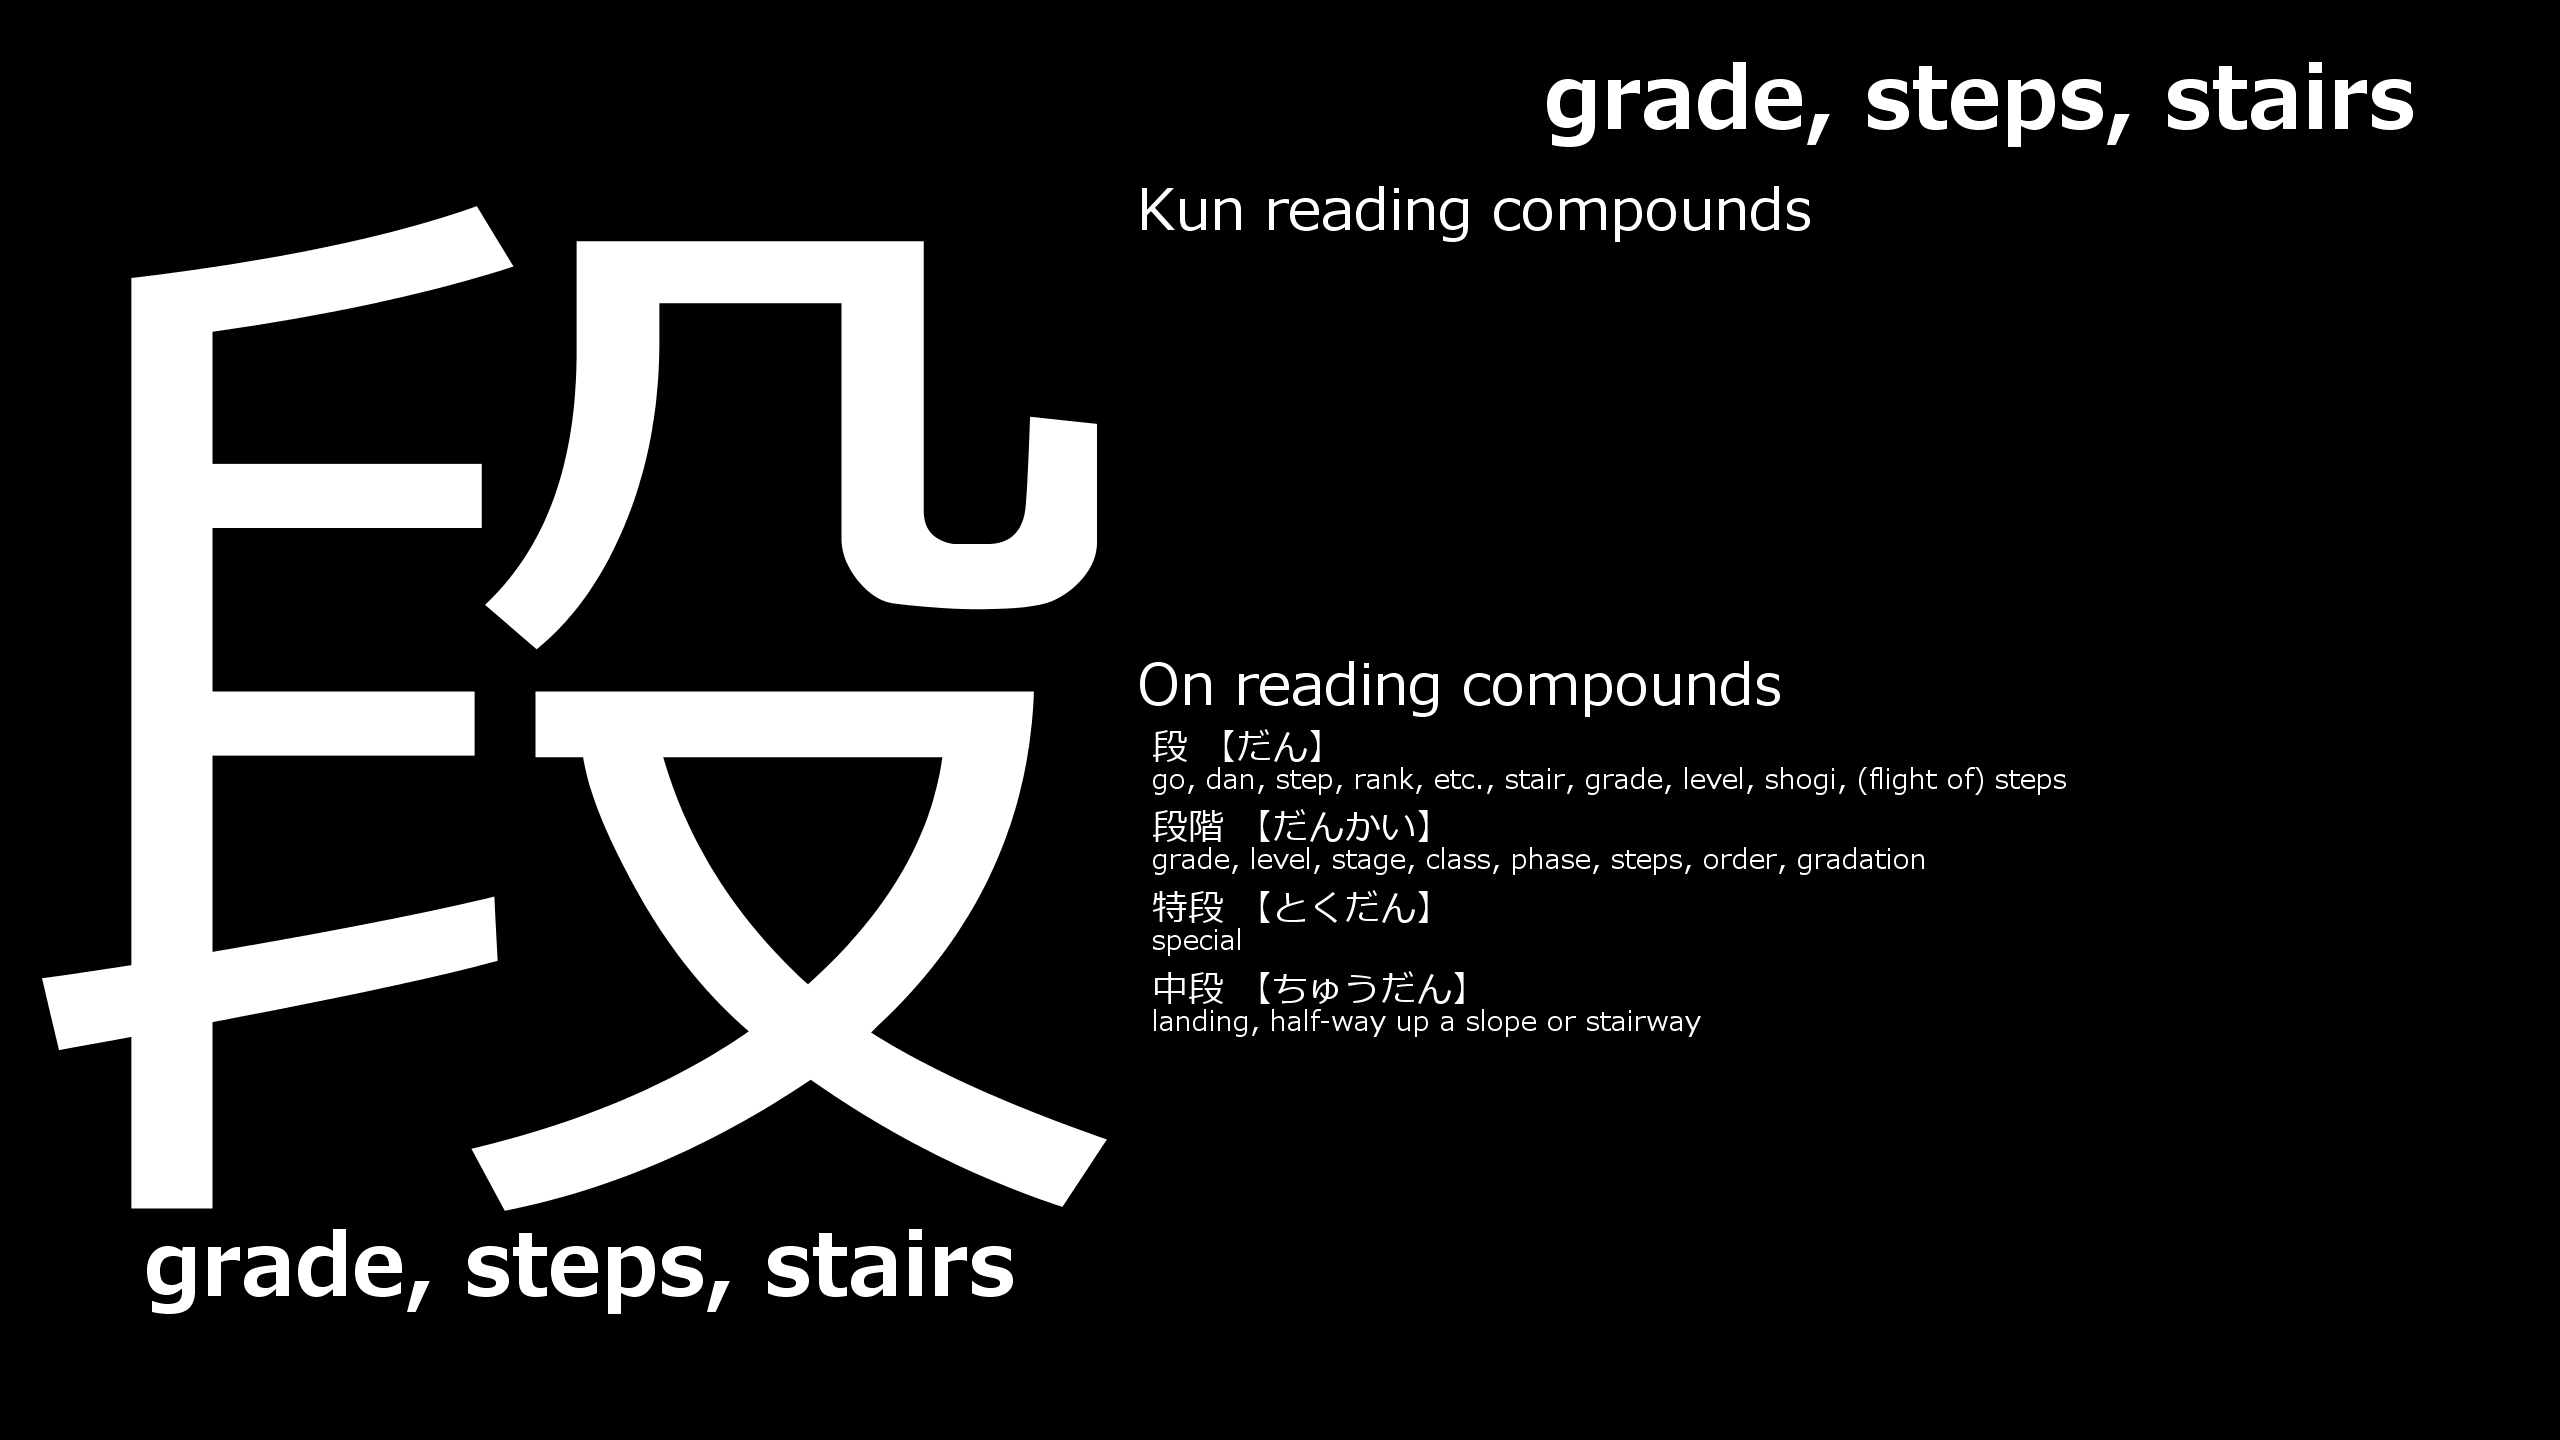 段
grade, steps, stairs
grade, steps, stairs
Kun reading compounds
On reading compounds
段 【だん】
go, dan, step, rank, etc., stair, grade, level, shogi, (flight of) steps
段階 【だんかい】
grade, level, stage, class, phase, steps, order, gradation
特段 【とくだん】
special
中段 【ちゅうだん】
landing, half-way up a slope or stairway